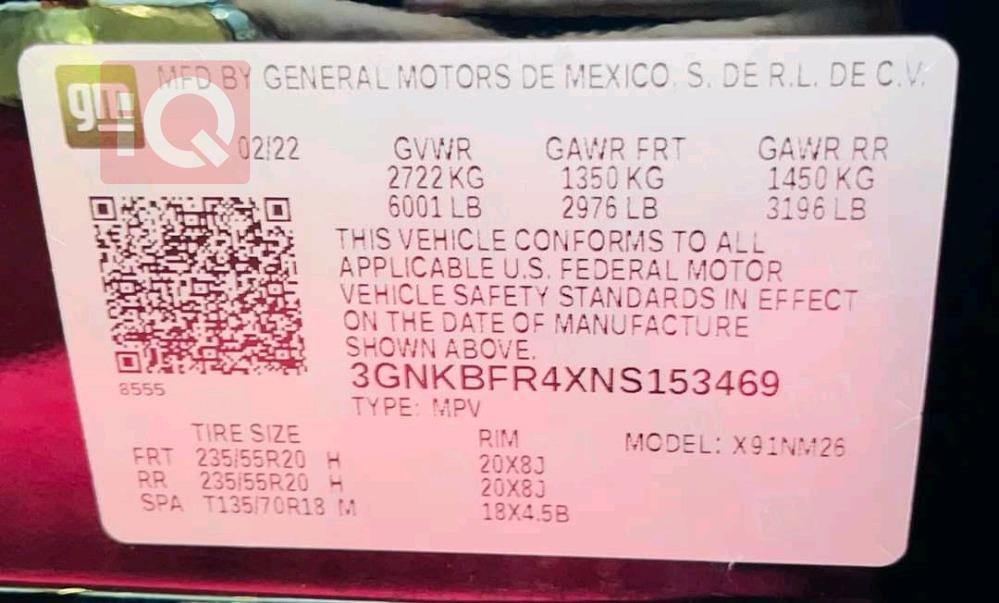 gm
IQ
MFD BY GENERAL MOTORS DE MEXICO, S. DE R.L. DE C.V.
02/22 GVWR GAWR FRT GAWR RR
2722 KG 1350 KG 1450 KG
6001 LB 2976 LB 3196 LB
THIS VEHICLE CONFORMS TO ALL
APPLICABLE U.S. FEDERAL MOTOR
VEHICLE SAFETY STANDARDS IN EFFECT
ON THE DATE OF MANUFACTURE
SHOWN ABOVE.
8555
3GNKBFR4XNS153469
TYPE: MPV
TIRE SIZE RIM MODEL: X91NM26
FRT 235/55R20 H 20X8J
RR 235/55R20 H 20X8J
SPA T135/70R18 M 18X4.5B